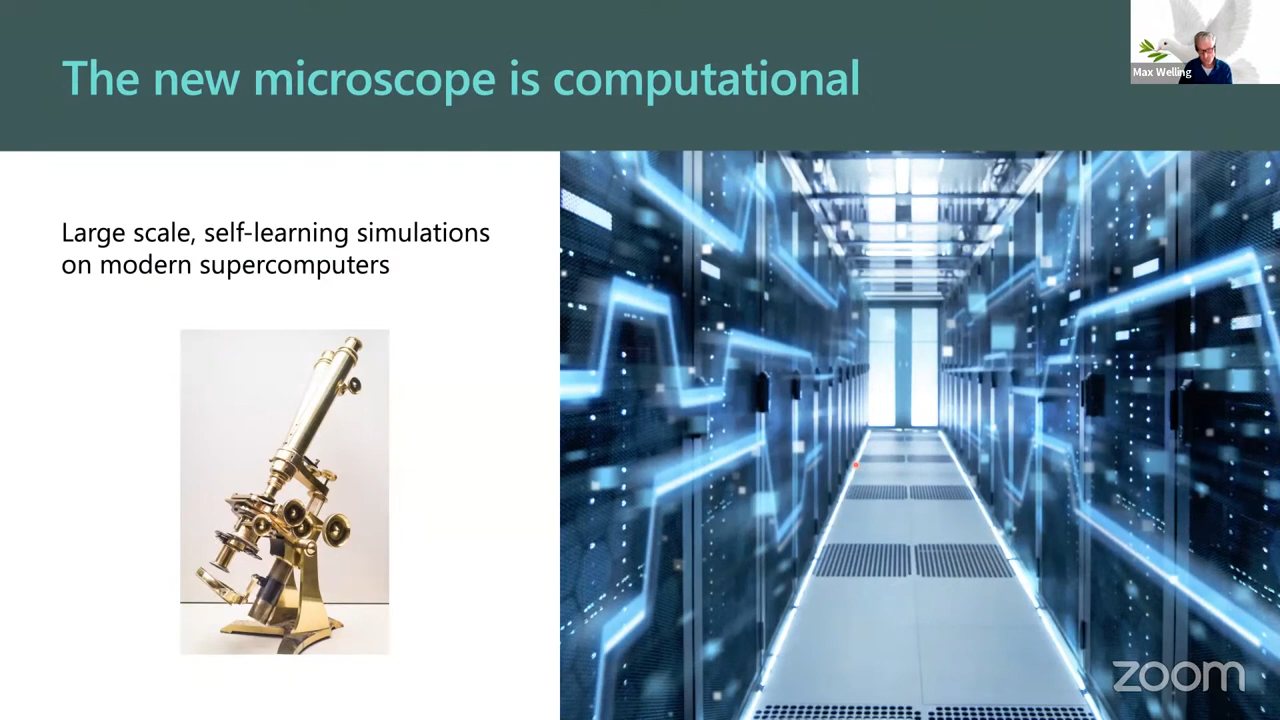 The new microscope is computational
Max Welling
Large scale, self-learning simulations
on modern supercomputers
zoom